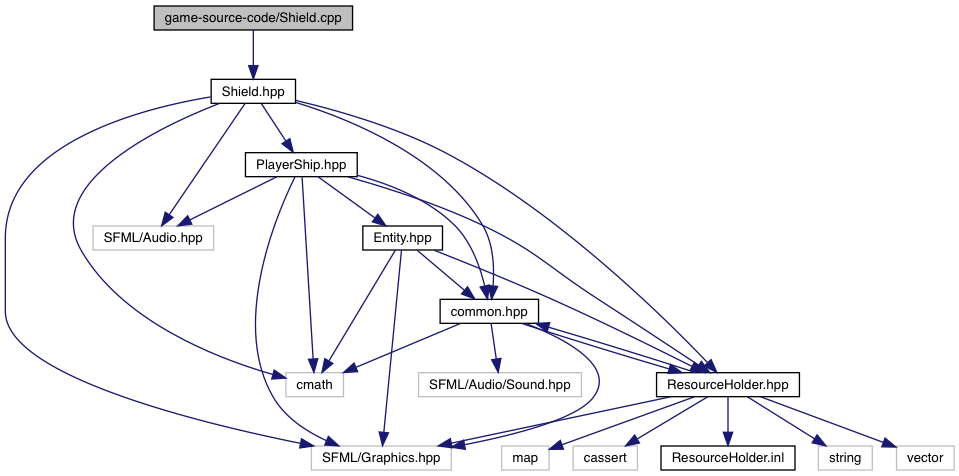 game-source-code/Shield.cpp
Shield.hpp
PlayerShip.hpp
SFML/Audio.hpp
Entity.hpp
common.hpp
cmath
SFML/Audio/Sound.hpp
ResourceHolder.hpp
SFML/Graphics.hpp
map
cassert
ResourceHolder.inl
string
vector